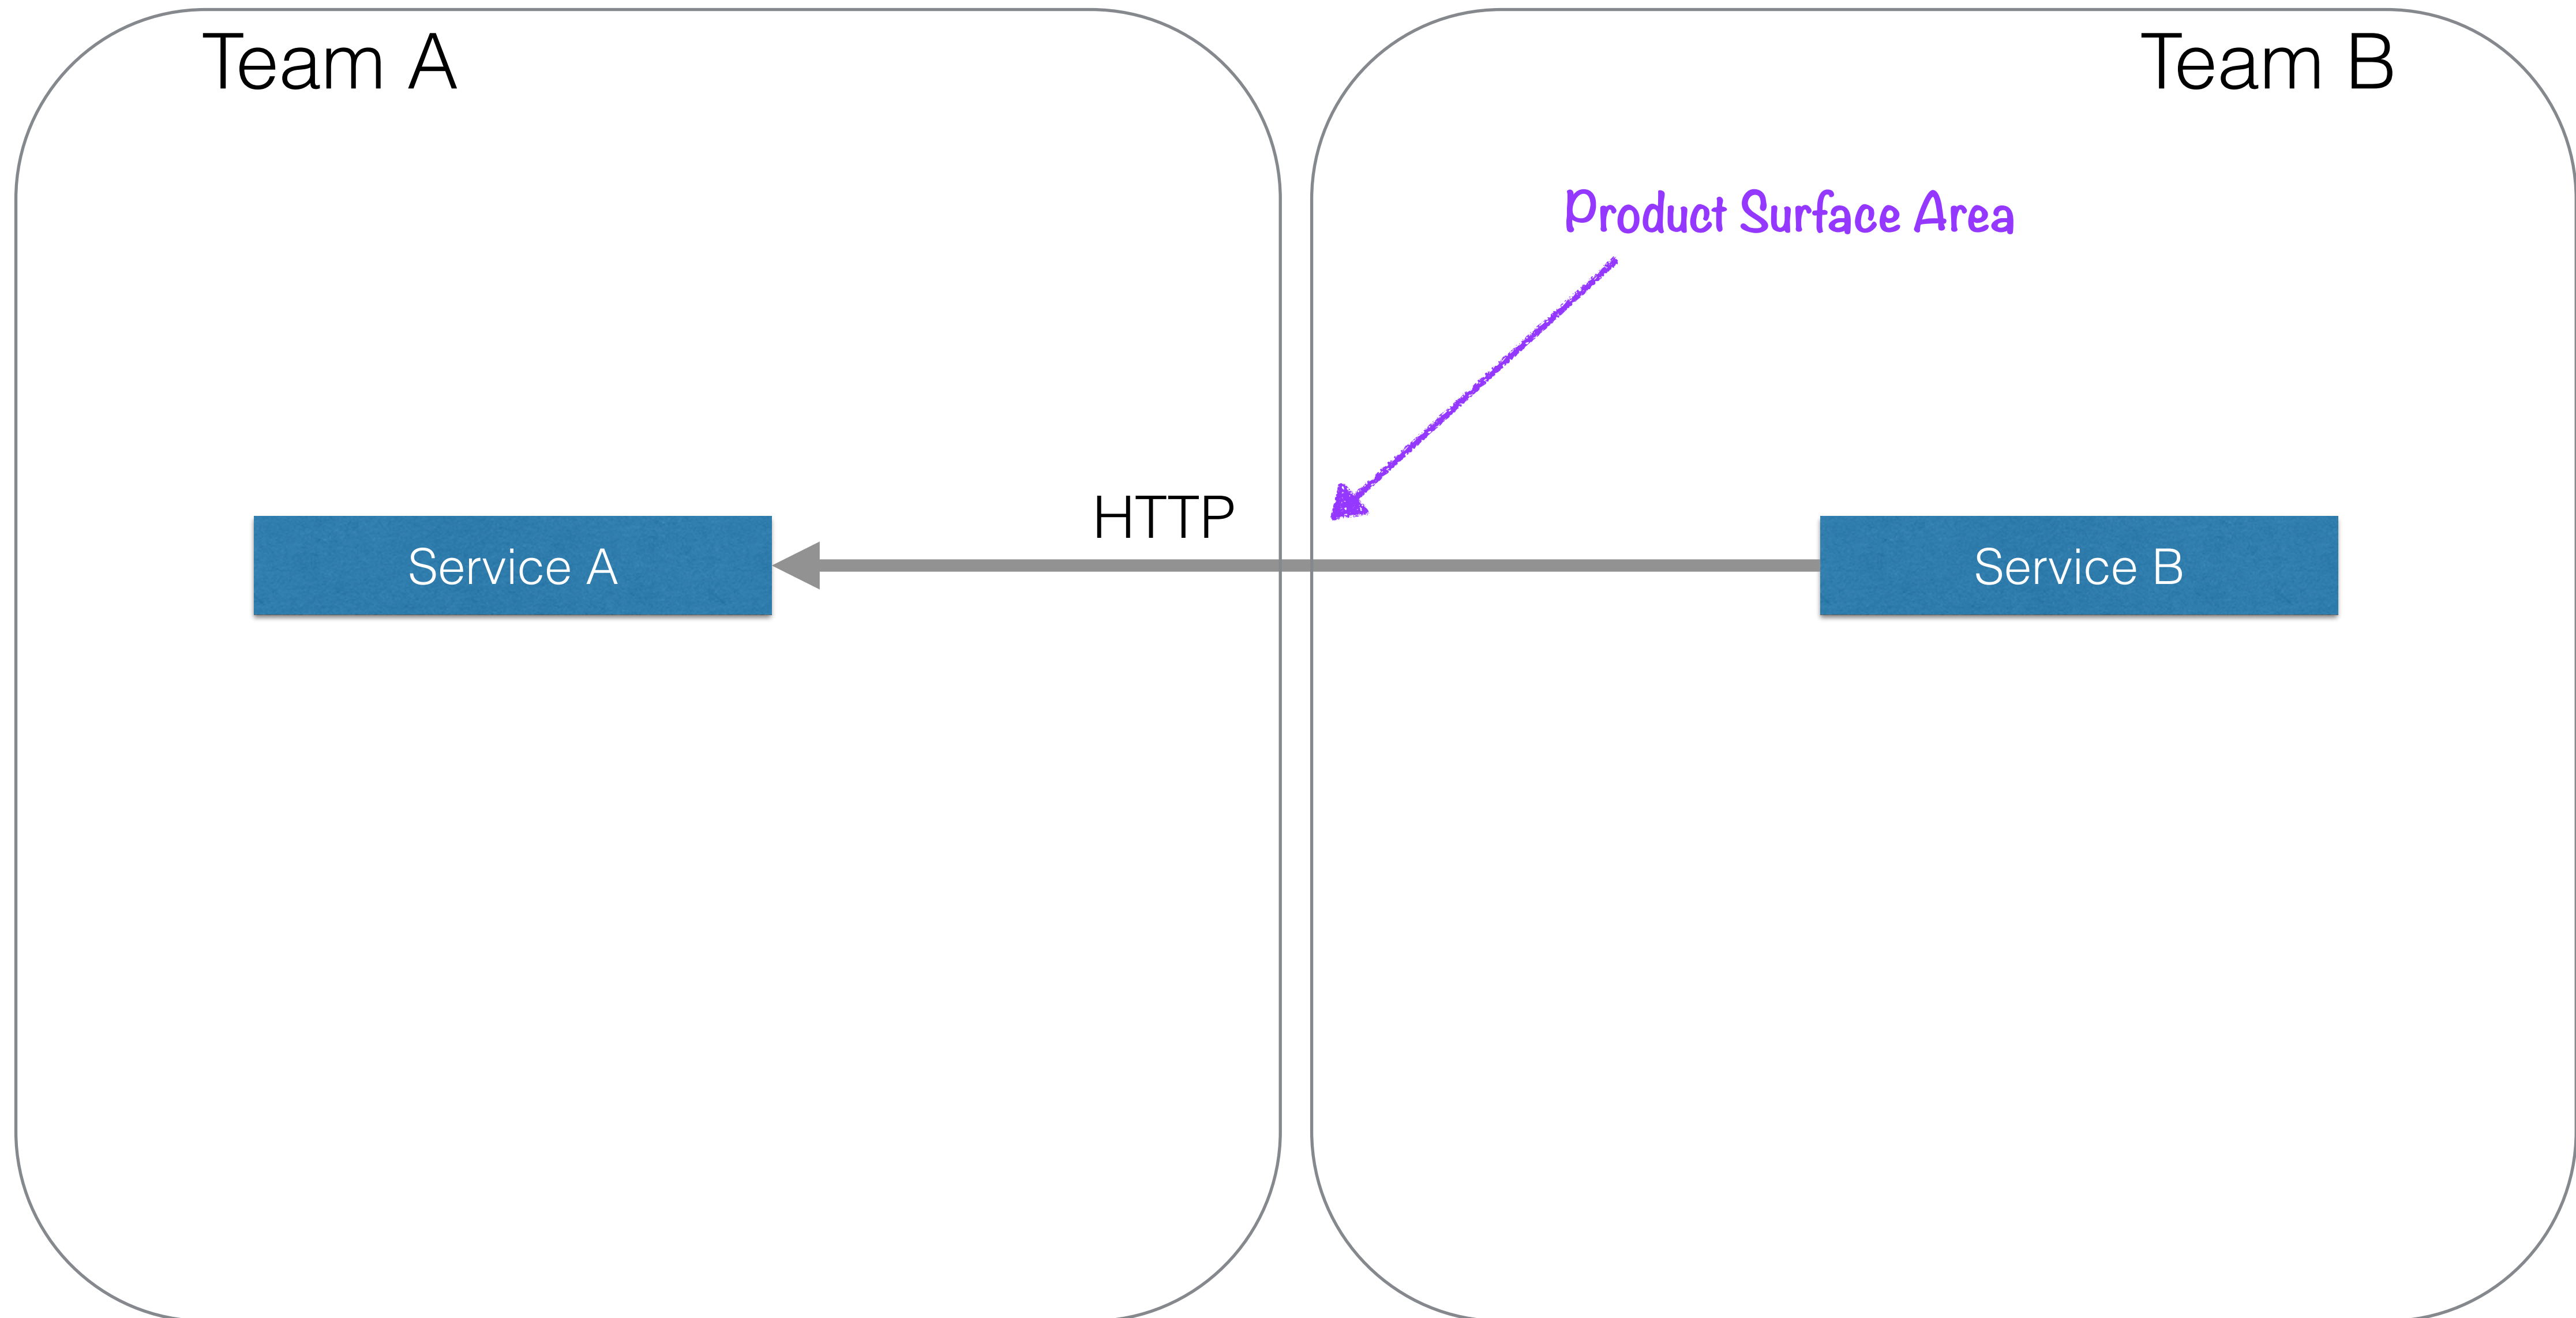 Team A
Team B
Product Surface Area
HTTP
Service A
Service B